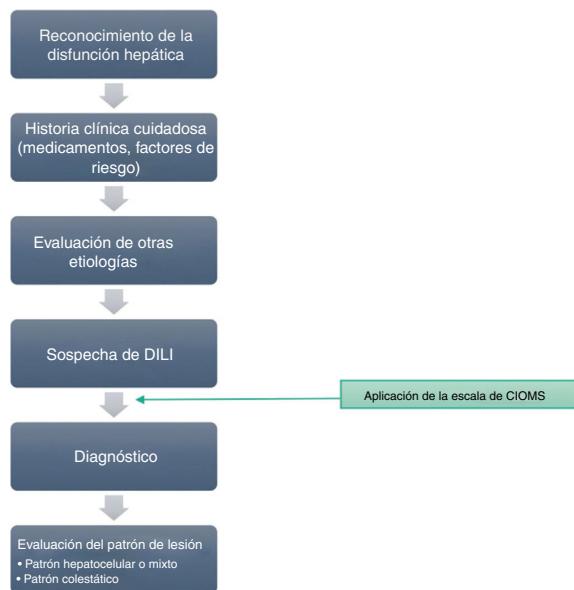 Reconocimiento de la
disfunción hepática
Historia clínica cuidadosa
(medicamentos, factores de
riesgo)
Evaluación de otras
etiologías
Sospecha de DILI
Aplicación de la escala de CIOMS
Diagnóstico
Evaluación del patrón de lesión
• Patrón hepatocelular o mixto
• Patrón colestático